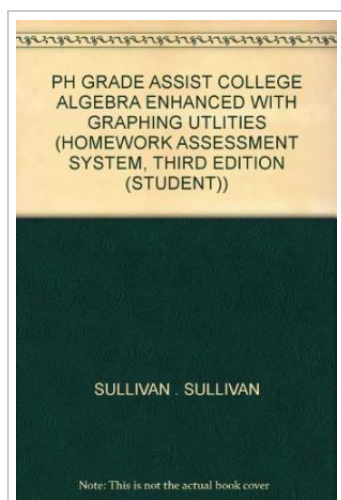 PH GRADE ASSIST COLLEGE
ALGEBRA ENHANCED WITH
GRAPHING UTLITIES
(HOMEWORK ASSESSMENT
SYSTEM, THIRD EDITION
(STUDENT))
SULLIVAN . SULLIVAN
Note: This is not the actual book cover